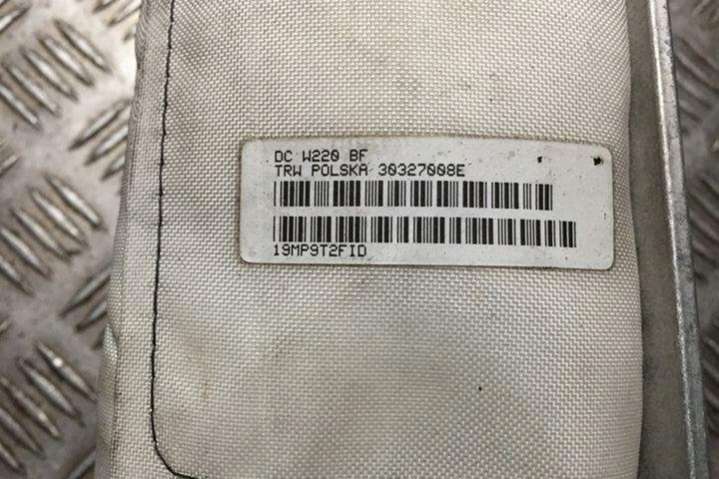 DC W220 BF
TRW POLSKA 30327008E
19MP9T2FID